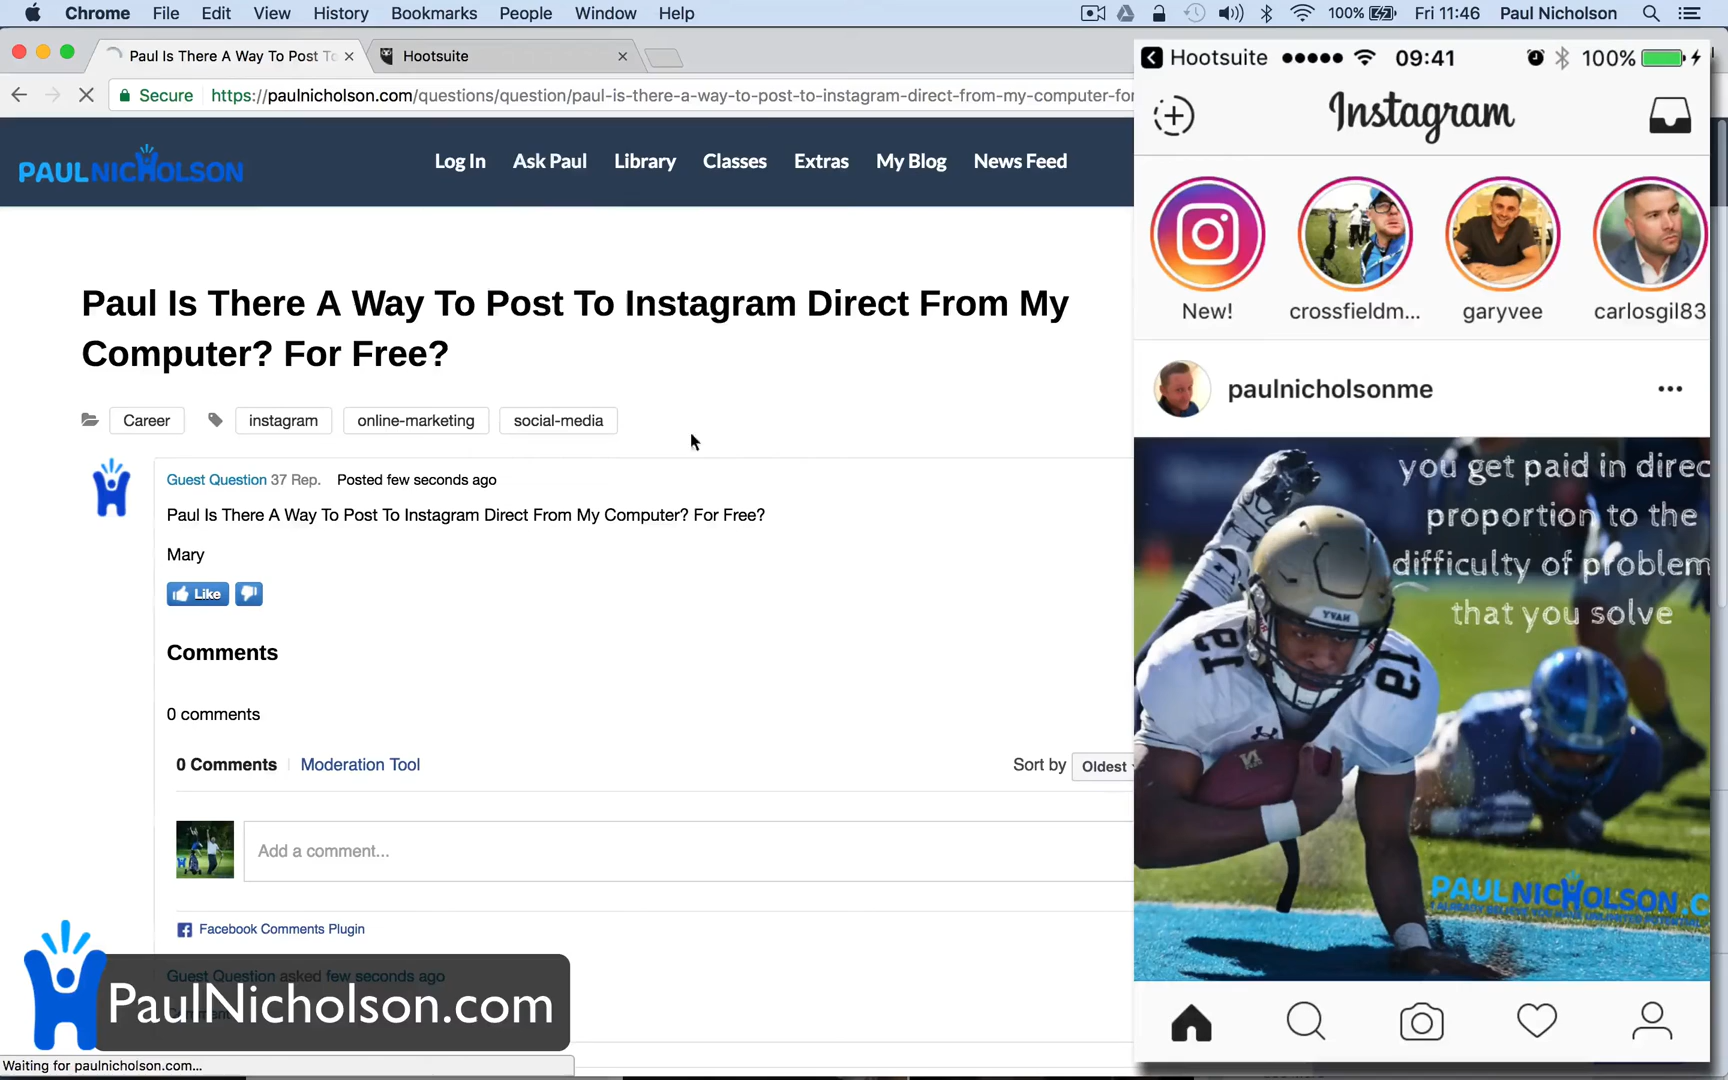 Chrome File Edit View History Bookmarks People Window Help 100% Fri 11:46 Paul Nicholson
Paul Is There A Way To Post To
Hootsuite
Secure https://paulnicholson.com/questions/question/paul-is-there-a-way-to-post-to-instagram-direct-from-my-computer-for
PAULNICHOLSON
Log In Ask Paul Library Classes Extras My Blog News Feed
Paul Is There A Way To Post To Instagram Direct From My
Computer? For Free?
Career instagram online-marketing social-media
Guest Question 37 Rep. Posted few seconds ago
Paul Is There A Way To Post To Instagram Direct From My Computer? For Free?
Mary
Like
Comments
0 comments
0 Comments Moderation Tool
Sort by Oldest
Add a comment...
Facebook Comments Plugin
Guest Question asked few seconds ago
PaulNicholson.com
Waiting for paulnicholson.com...
Hootsuite 09:41 100%
Instagram
New! crossfieldm... garyvee carlosgil83
paulnicholsonme
you get paid in direc
proportion to the
difficulty of problem
that you solve
NAVY
12
19
PAULNICHOLSON.C